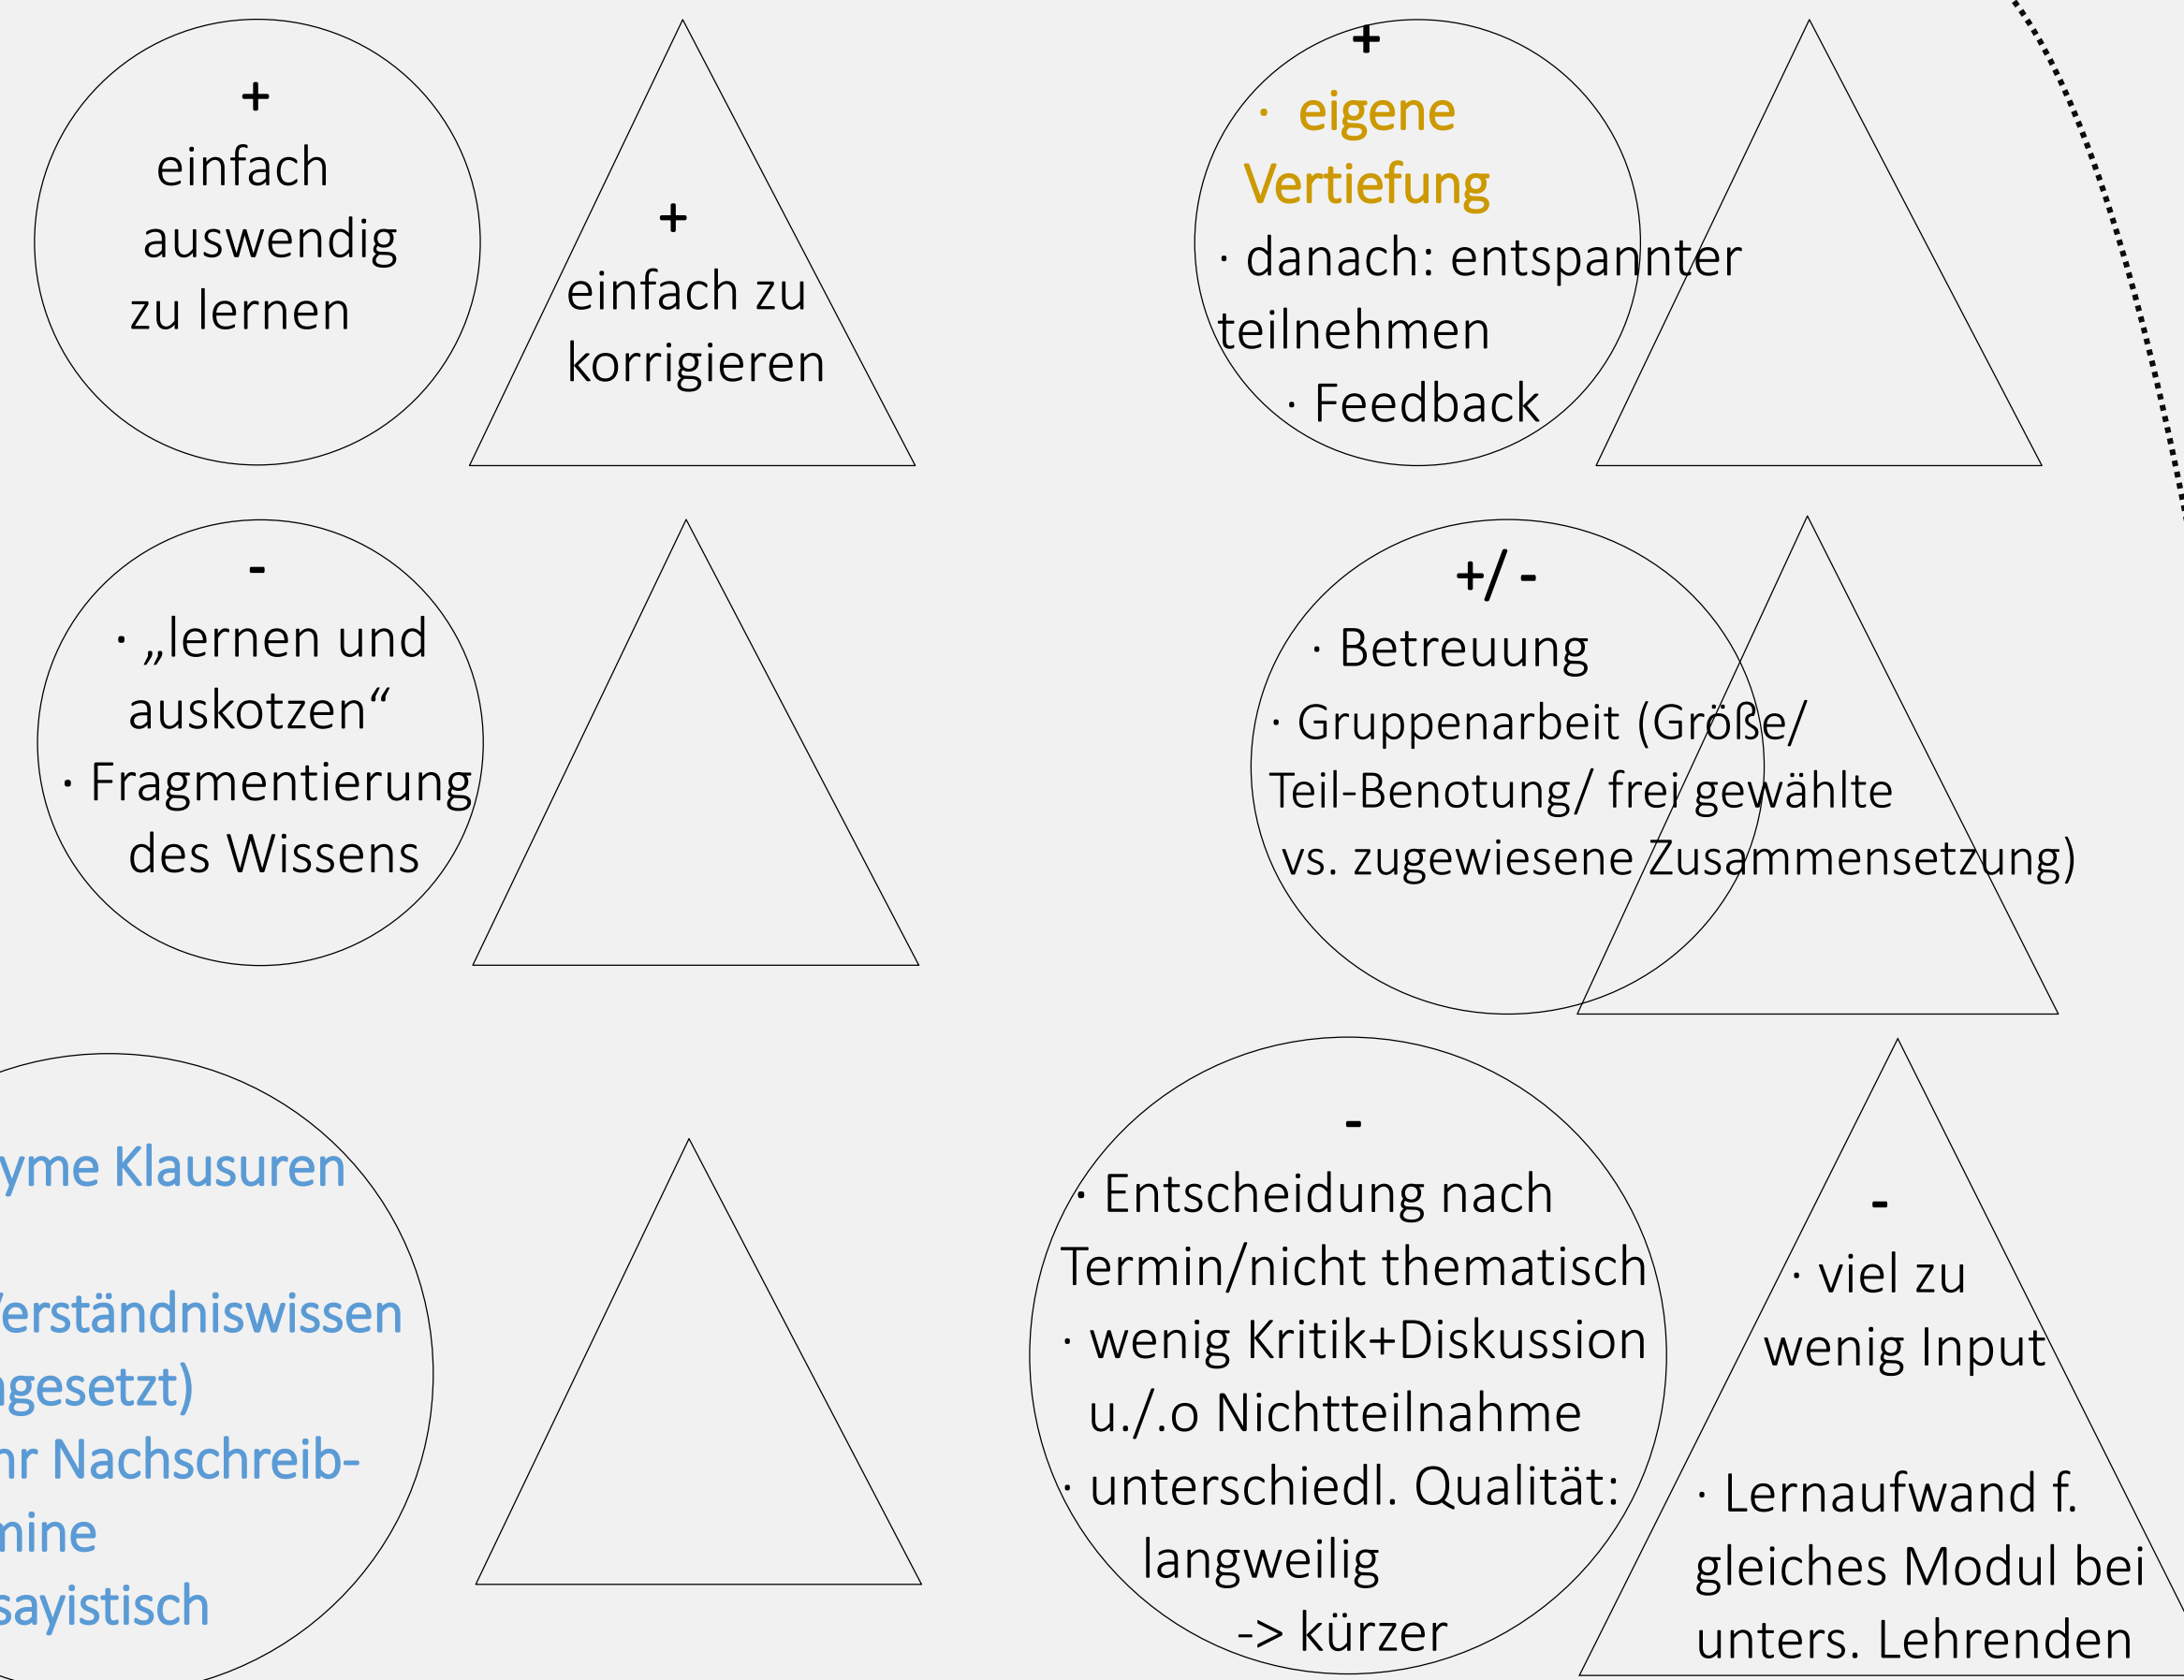 +
einfach
auswendig
zu lernen
+
einfach zu
korrigieren
+
· eigene
Vertiefung
· danach: entspannter
teilnehmen
· Feedback
-
· „lernen und
auskotzen“
· Fragmentierung
des Wissens
+/ -
· Betreuung
· Gruppenarbeit (Größe/
Teil-Benotung/ frei gewählte
vs. zugewiesene Zusammensetzung)
yme Klausuren
erständniswissen
gesetzt)
hr Nachschreib-
mine
sayistisch
-
· Entscheidung nach
Termin/nicht thematisch
· wenig Kritik+Diskussion
u./.o Nichtteilnahme
· unterschiedl. Qualität:
langweilig
-> kürzer
-
· viel zu
wenig Input
· Lernaufwand f.
gleiches Modul bei
unters. Lehrenden